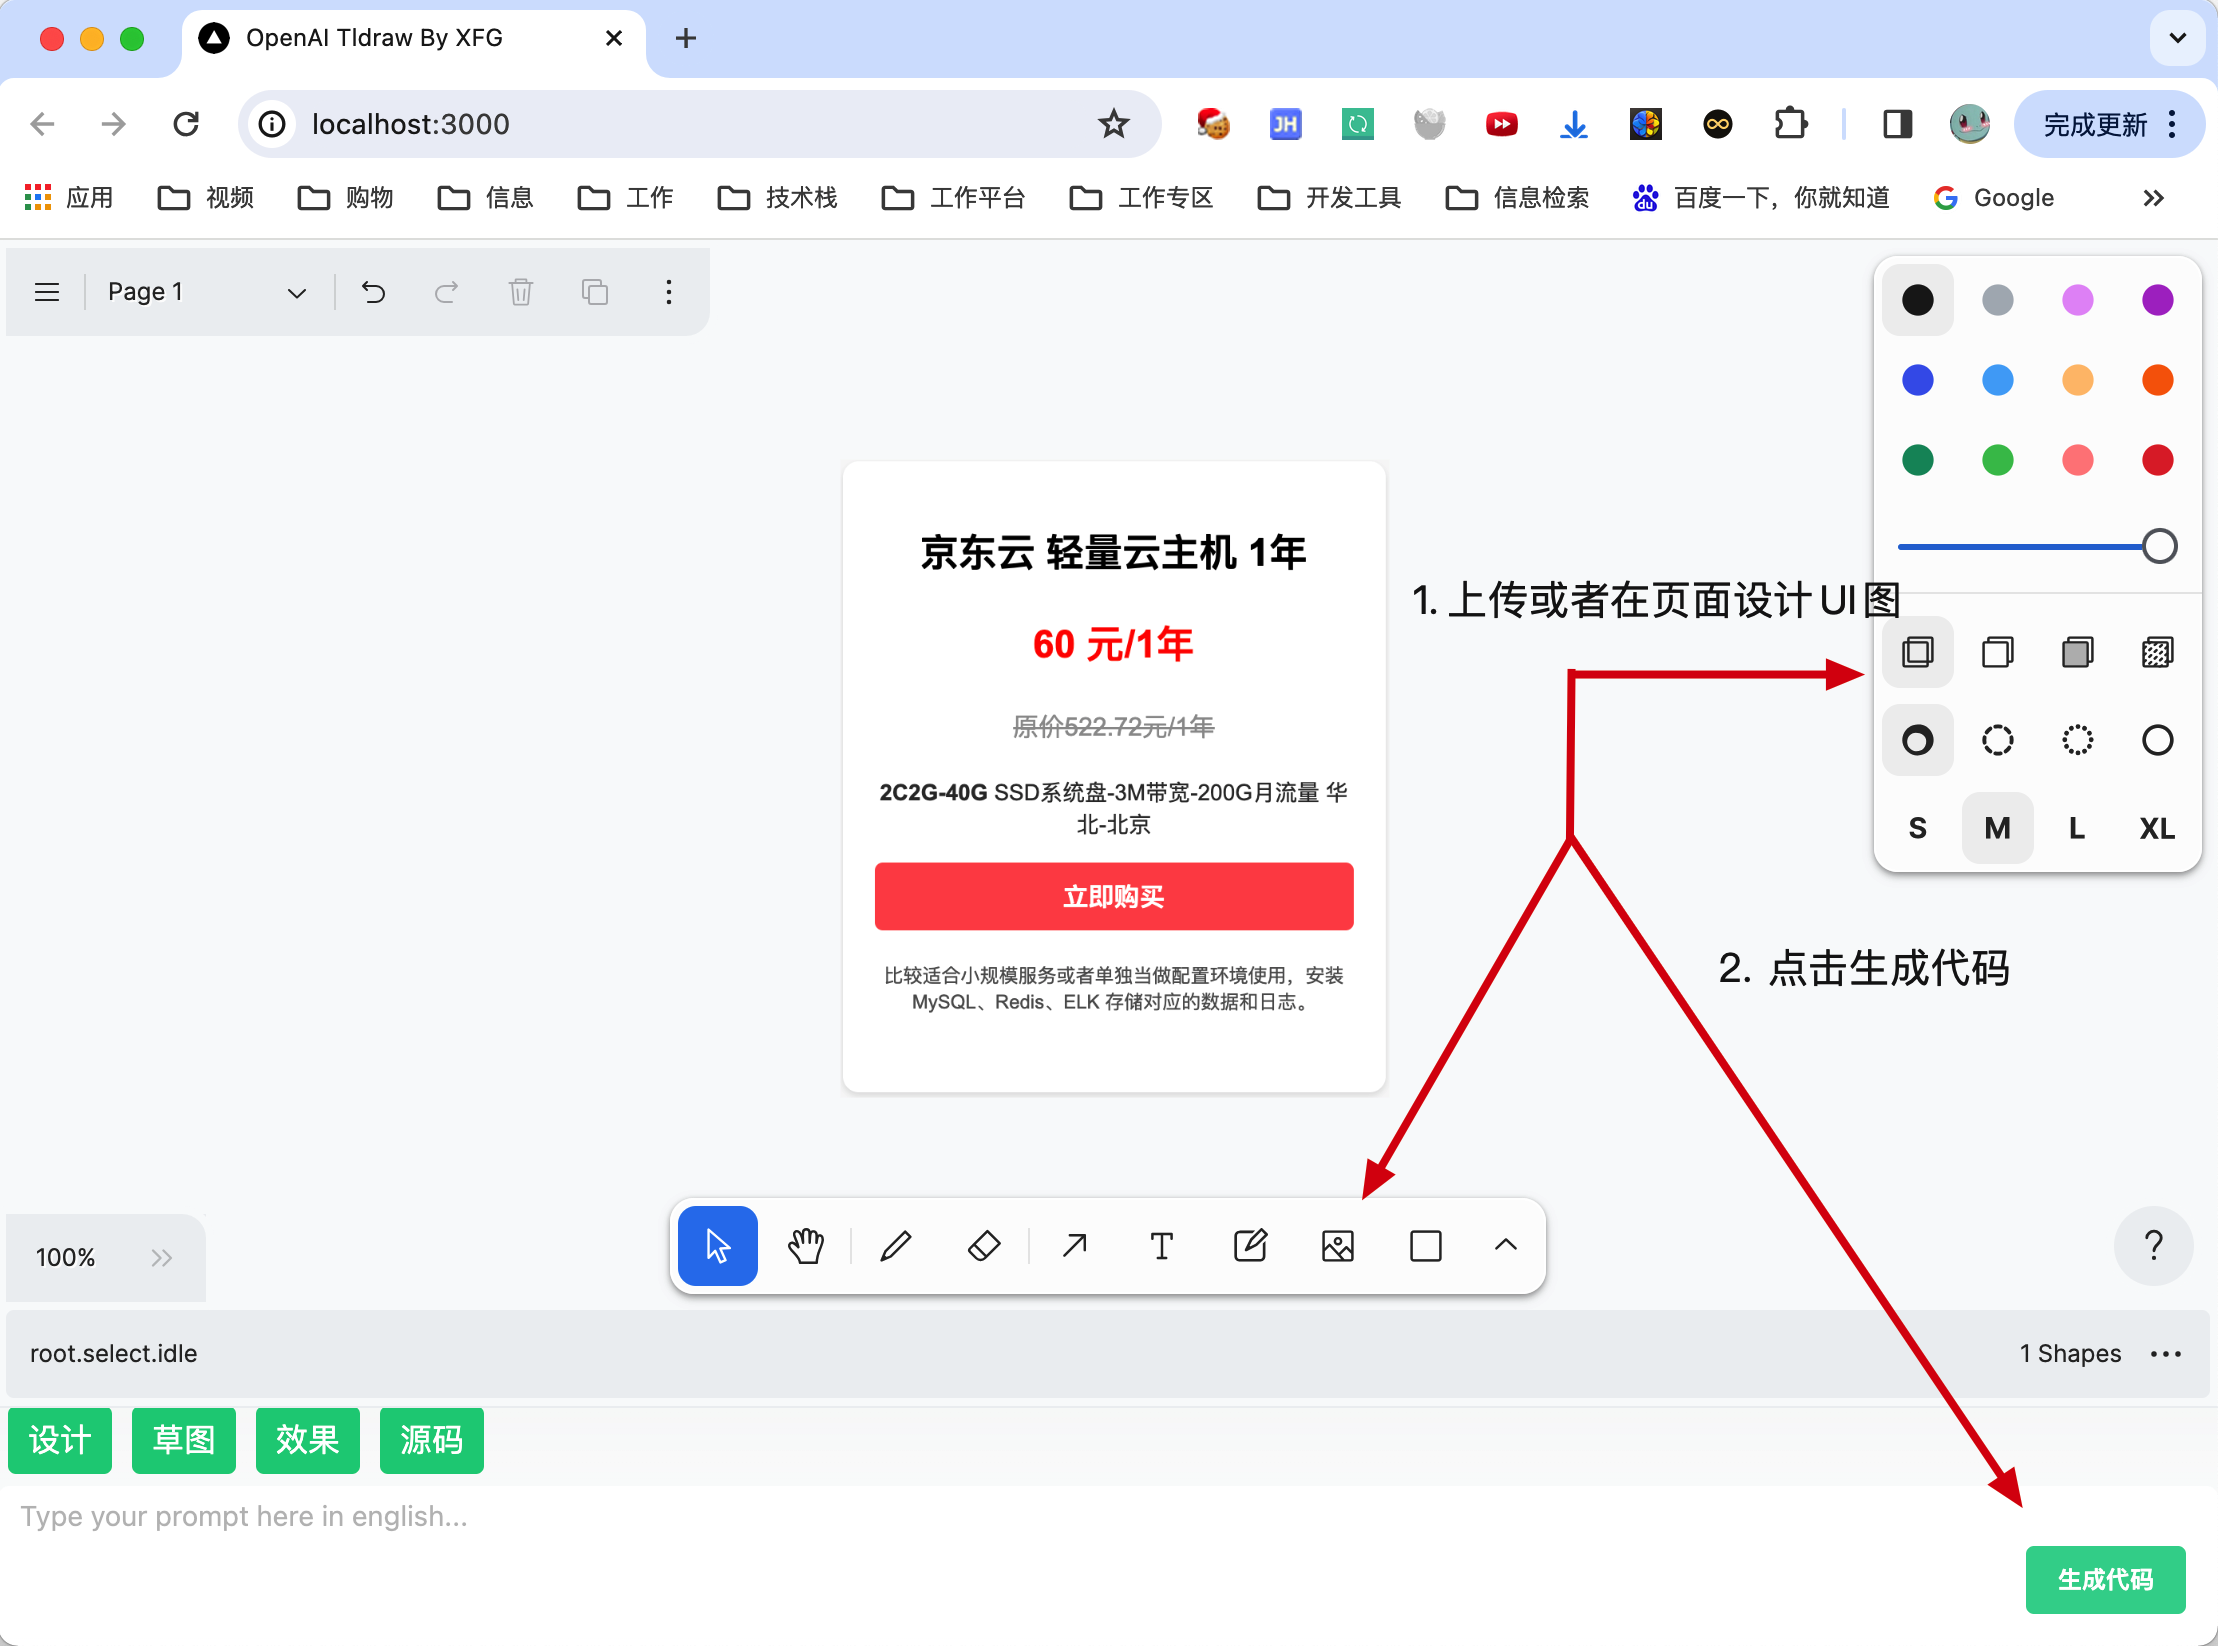 OpenAI Tldraw By XFG
localhost:3000
完成更新
应用 视频 购物 信息 工作 技术栈 工作平台 工作专区 开发工具 信息检索 百度一下，你就知道 Google
Page 1
京东云 轻量云主机 1年
60 元/1年
原价522.72元/1年
2C2G-40G SSD系统盘-3M带宽-200G月流量 华
北-北京
立即购买
比较适合小规模服务或者单独当做配置环境使用，安装
MySQL、Redis、ELK 存储对应的数据和日志。
1. 上传或者在页面设计UI图
S M L XL
2. 点击生成代码
100%
T
?
root.select.idle
1 Shapes
设计 草图 效果 源码
Type your prompt here in english...
生成代码